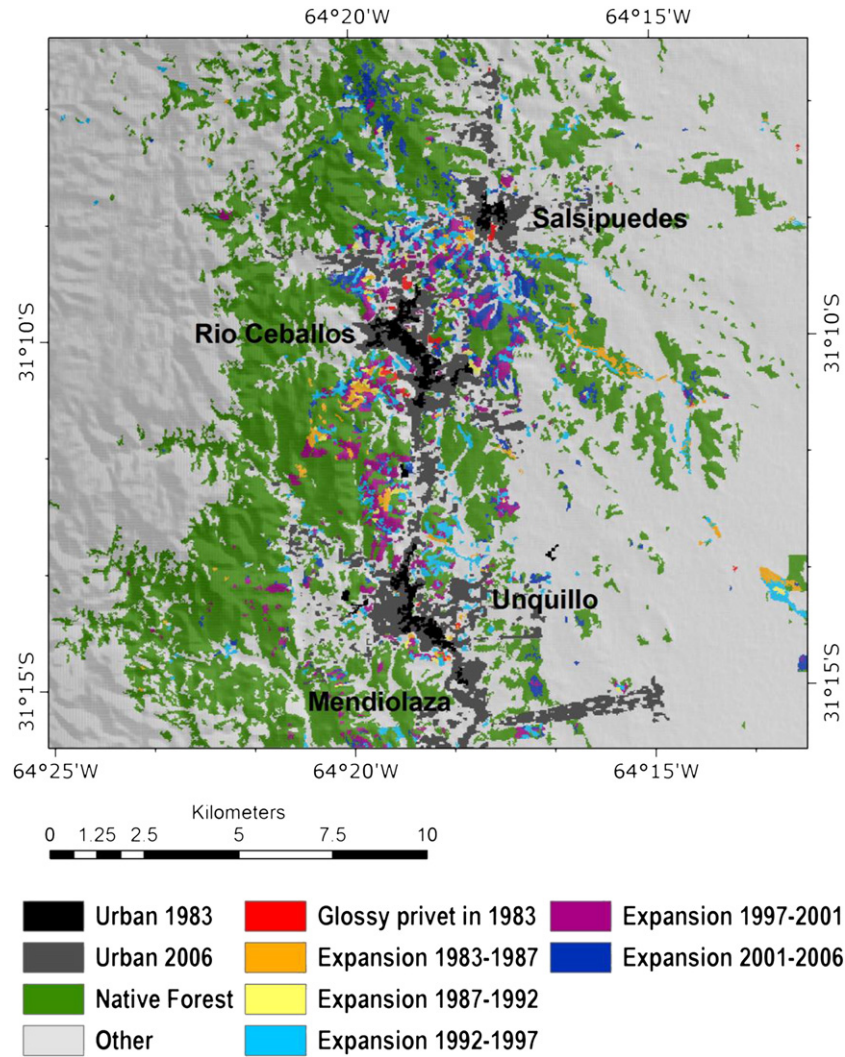 64°20'W 64°15'W
Salsipuedes
31°10'S Rio Ceballos 31°10'S
Unquillo
31°15'S Mendiolaza 31°15'S
64°25'W 64°20'W 64°15'W
Kilometers
0 1.25 2.5 5 7.5 10
Urban 1983 Glossy privet in 1983 Expansion 1997-2001
Urban 2006 Expansion 1983-1987 Expansion 2001-2006
Native Forest Expansion 1987-1992
Other Expansion 1992-1997